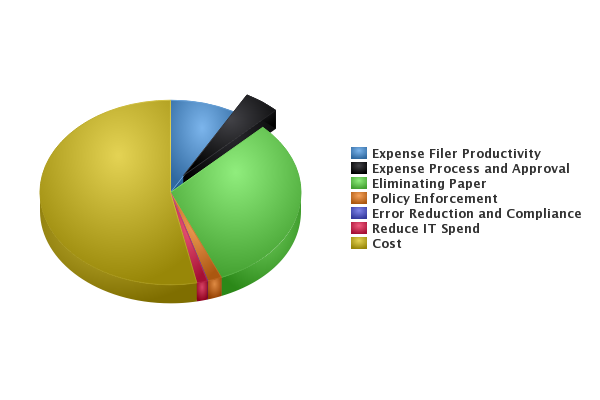 Expense Filer Productivity
Expense Process and Approval
Eliminating Paper
Policy Enforcement
Error Reduction and Compliance
Reduce IT Spend
Cost